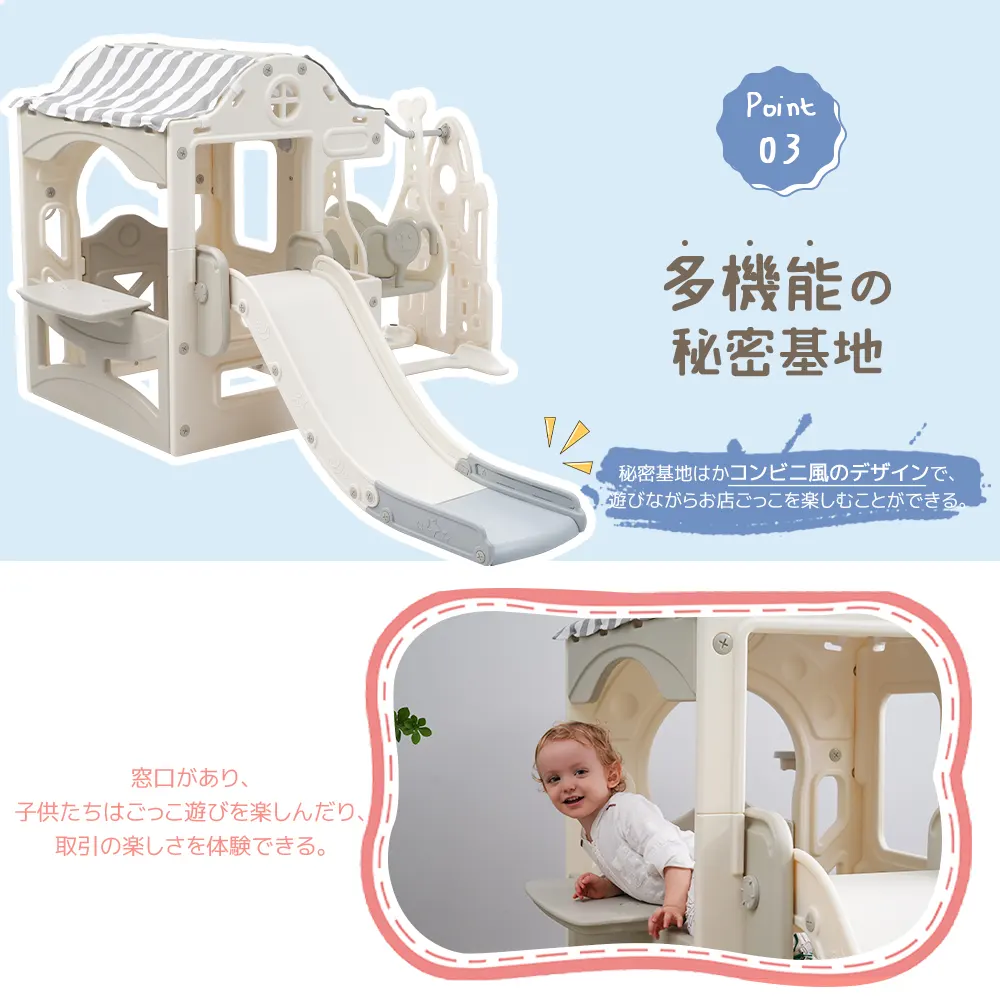 Point
03
多機能の
秘密基地
秘密基地はかコンビニ風のデザインで、
遊びながらお店ごっこを楽しむことができる。
窓口があり、
子供たちはごっこ遊びを楽しんだり、
取引の楽しさを体験できる。